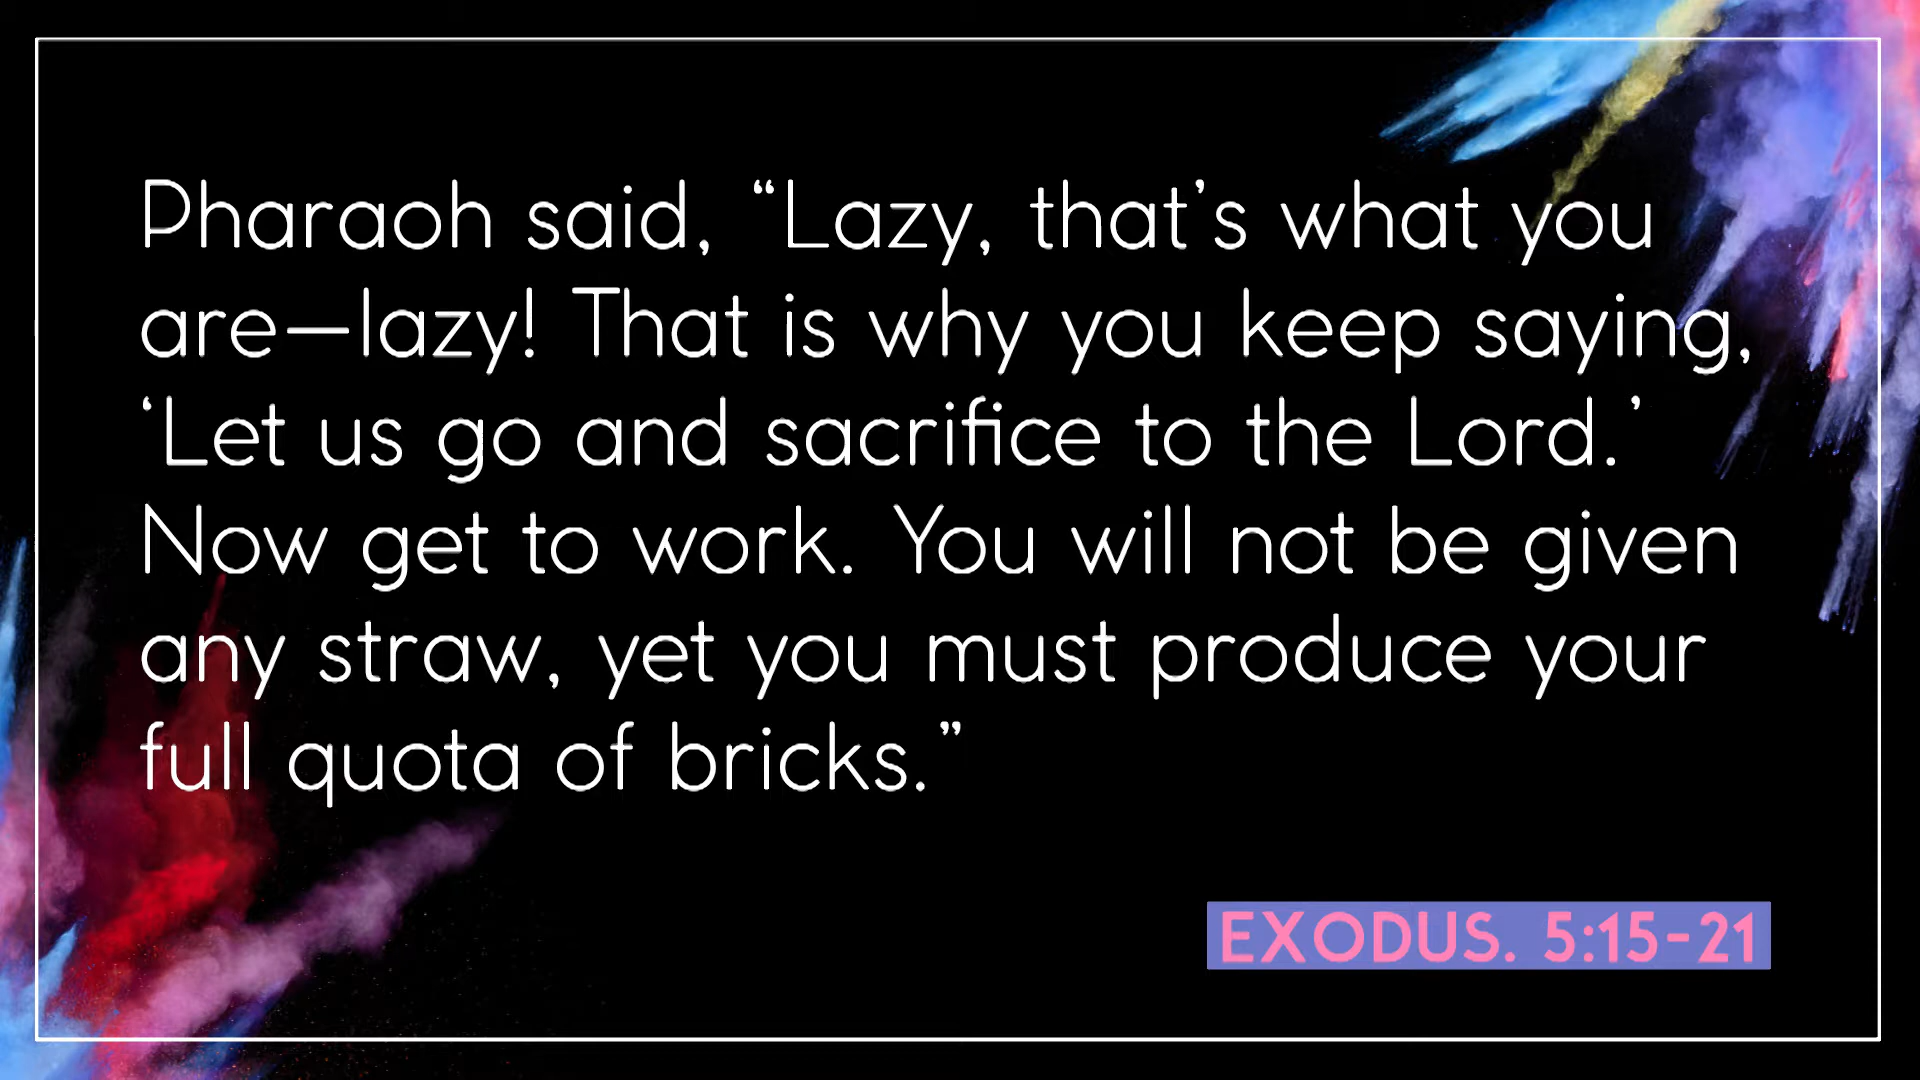 Pharaoh said, “Lazy, that’s what you
are—lazy! That is why you keep saying,
‘Let us go and sacrifice to the Lord.’
Now get to work. You will not be given
any straw, yet you must produce your
full quota of bricks.”
EXODUS. 5:15-21